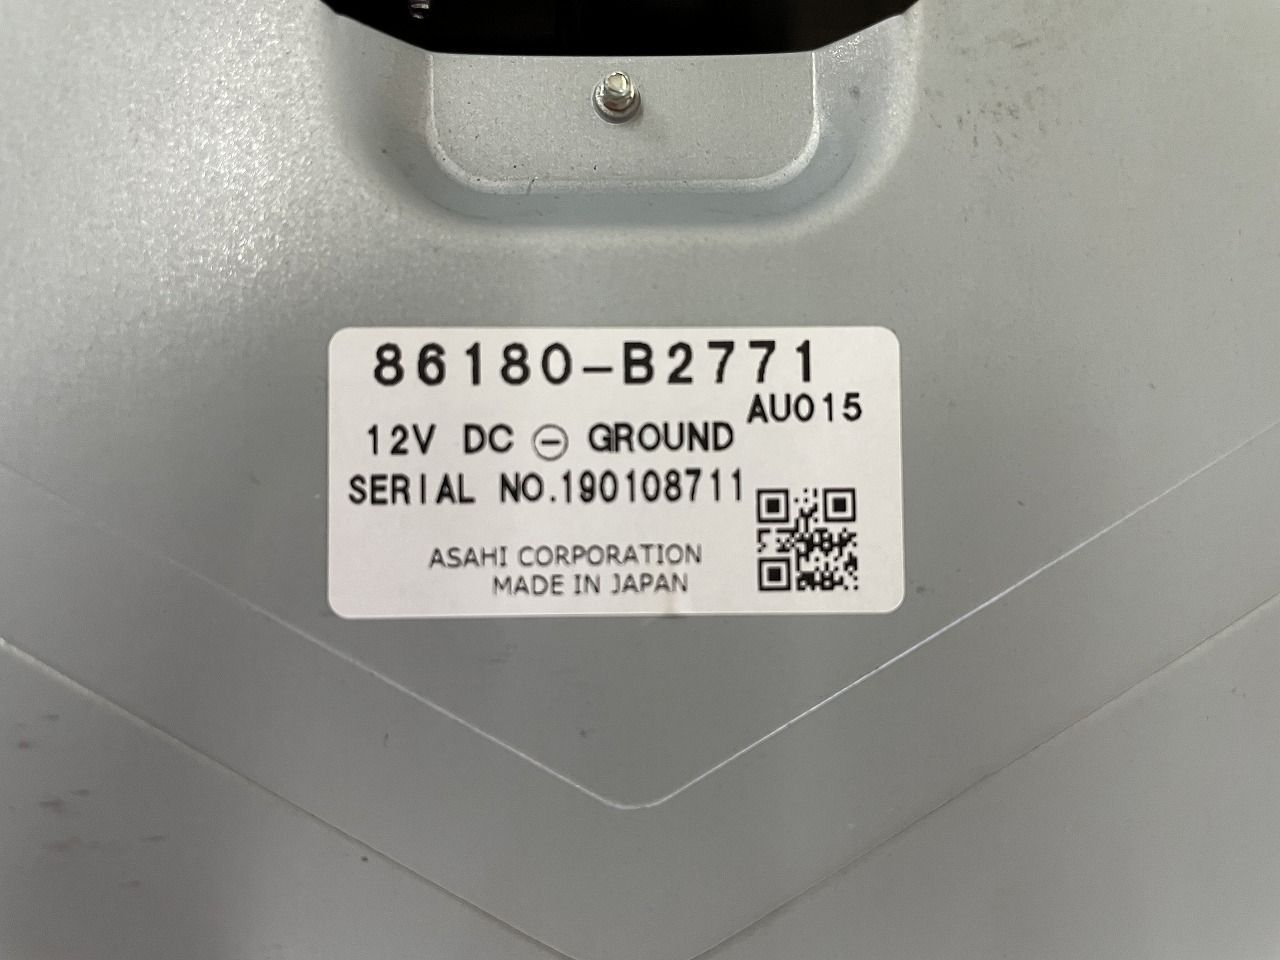 86180-B2771
AU015
12V DC ⊖ GROUND
SERIAL NO.190108711
ASAHI CORPORATION
MADE IN JAPAN